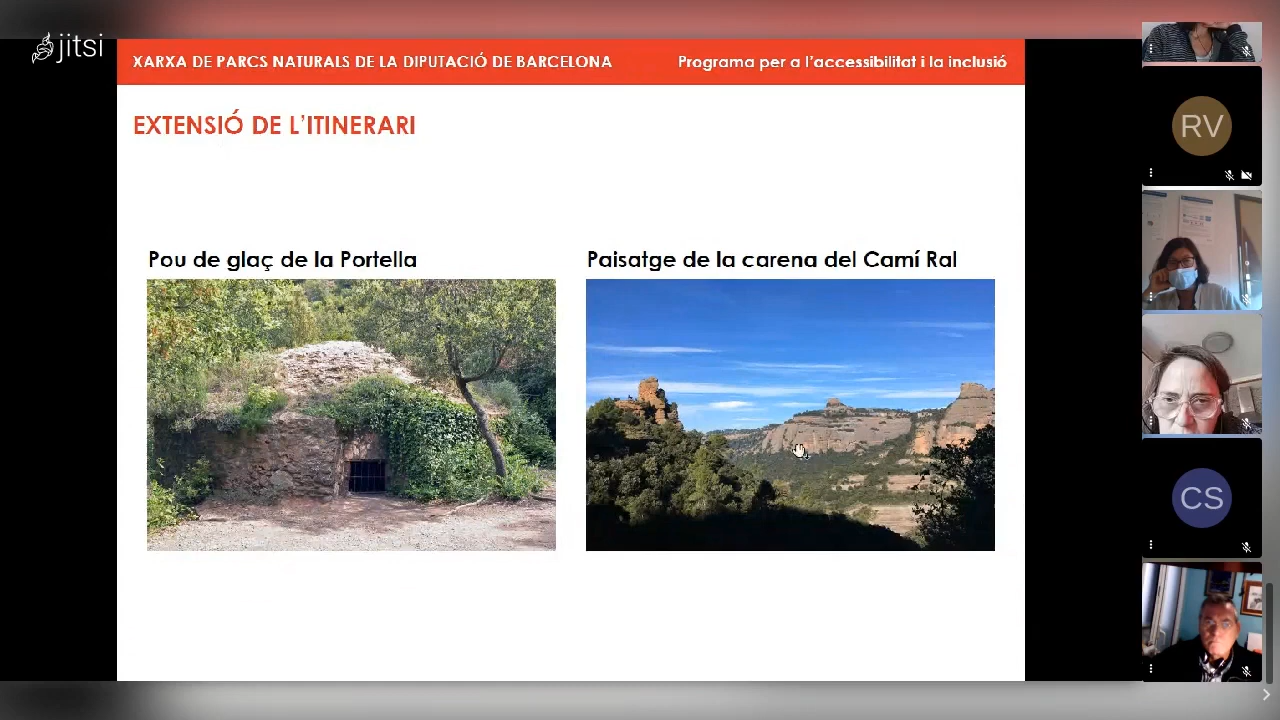 jitsi
XARXA DE PARCS NATURALS DE LA DIPUTACIÓ DE BARCELONA
Programa per a l’accessibilitat i la inclusió
EXTENSIÓ DE L’ITINERARI
Pou de glaç de la Portella
Paisatge de la carena del Camí Ral
RV
CS